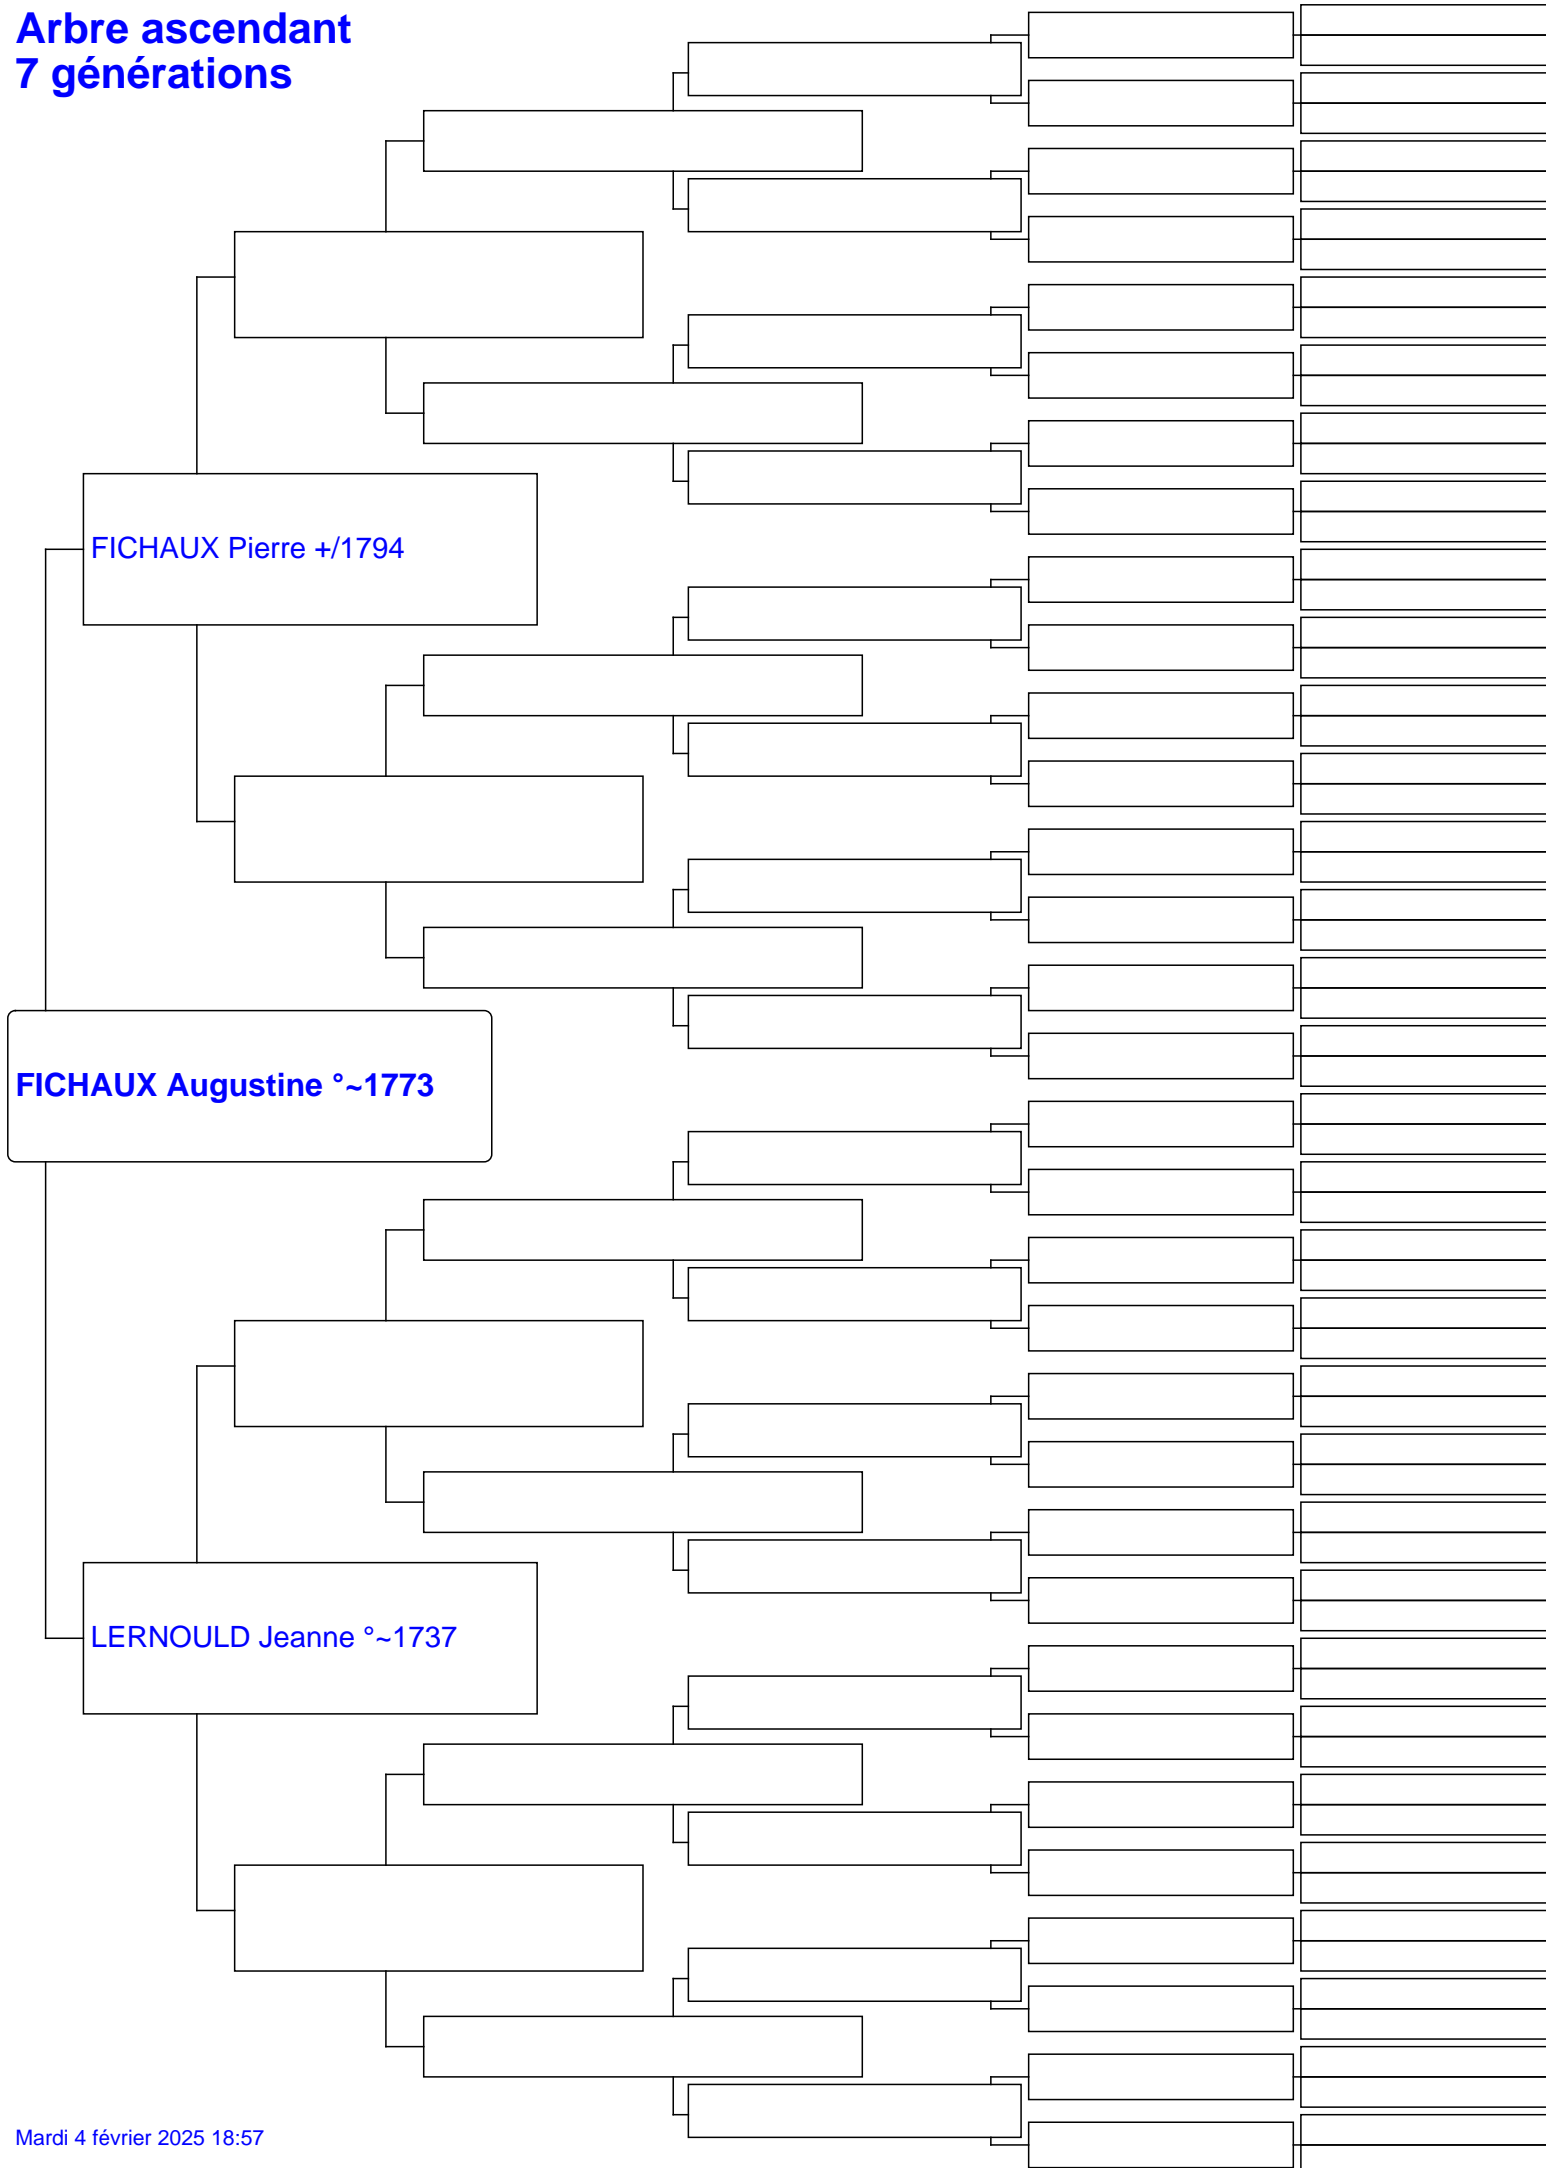 Arbre ascendant
7 générations
FICHAUX Pierre +/1794
FICHAUX Augustine °~1773
LERNOULD Jeanne °~1737
Mardi 4 février 2025 18:57